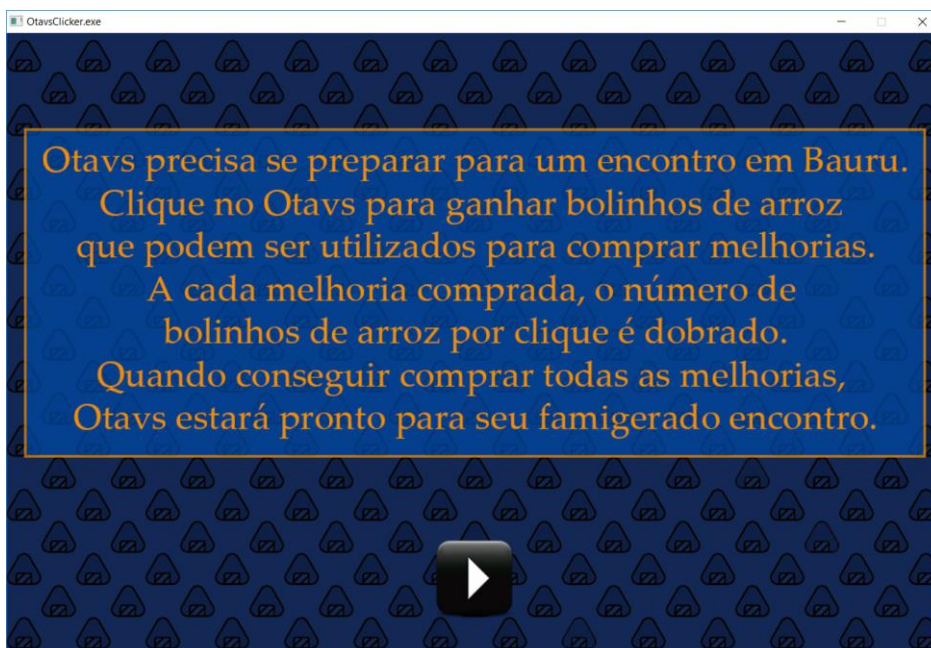 OtavsClicker.exe
Otavs precisa se preparar para um encontro em Bauru.
Clique no Otavs para ganhar bolinhos de arroz
que podem ser utilizados para comprar melhorias.
A cada melhoria comprada, o número de
bolinhos de arroz por clique é dobrado.
Quando conseguir comprar todas as melhorias,
Otavs estará pronto para seu famigerado encontro.